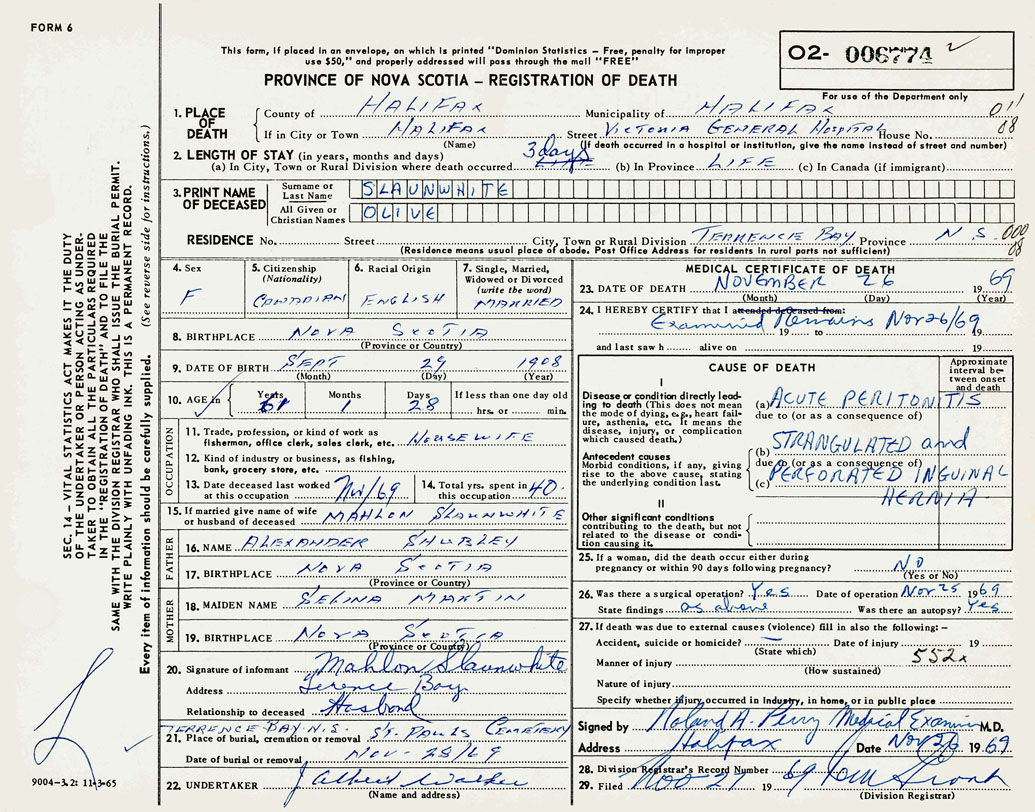 FORM 6
This form, if placed in an envelope, on which is printed "Dominion Statistics – Free, penalty for improper
use $50," and properly addressed will pass through the mail "FREE"
PROVINCE OF NOVA SCOTIA – REGISTRATION OF DEATH
02- 006774
For use of the Department only
1. PLACE OF DEATH
County of HALIFAX Municipality of HALIFAX 011
If in City or Town HALIFAX Street VICTORIA GENERAL HOSPITAL House No. 08
(Name) (If death occurred in a hospital or institution, give the name instead of street and number)
2. LENGTH OF STAY (in years, months and days)
(a) In City, Town or Rural Division where death occurred 3 days (b) In Province LIFE (c) In Canada (if immigrant)
3. PRINT NAME OF DECEASED
Surname or Last Name SLAUNWHITE
All Given or Christian Names OLIVE
RESIDENCE No. Street City, Town or Rural Division TERRENCE BAY Province N S 000
(Residence means usual place of abode. Post Office Address for residents in rural parts not sufficient) 08
4. Sex F
5. Citizenship (Nationality) CANADIAN
6. Racial Origin ENGLISH
7. Single, Married, Widowed or Divorced (write the word) MARRIED
8. BIRTHPLACE NOVA SCOTIA
(Province or Country)
9. DATE OF BIRTH SEPT 29 1908
(Month) (Day) (Year)
10. AGE in Years 61 Months 1 Days 28 If less than one day old
hrs. or min.
OCCUPATION
11. Trade, profession or kind of work as
fisherman, office clerk, sales clerk, etc. HOUSEWIFE
12. Kind of industry or business, as fishing,
bank, grocery store, etc.
13. Date deceased last worked
at this occupation Nov/69
14. Total yrs. spent in
this occupation 40
15. If married give name of wife
or husband of deceased MAHLON SLAUNWHITE
FATHER
16. NAME ALEXANDER SHUBLEY
17. BIRTHPLACE NOVA SCOTIA
(Province or Country)
MOTHER
18. MAIDEN NAME SELINA MARTIN
19. BIRTHPLACE NOVA SCOTIA
(Province or Country)
20. Signature of informant Mahlon Slaunwhite
Address Terence Bay
Relationship to deceased Husbond
TERRENCE BAY N.S. ST. PAULS CEMETERY
21. Place of burial, cremation or removal
Date of burial or removal NOV - 28/69
22. UNDERTAKER J Albert Walker
(Name and address)
MEDICAL CERTIFICATE OF DEATH
23. DATE OF DEATH NOVEMBER 26 1969
(Month) (Day) (Year)
24. I HEREBY CERTIFY that I attended deceased from:
Examined Remains Nov 26/69
19 to 19
and last saw h alive on 19
CAUSE OF DEATH
Approximate interval between onset and death
I
Disease or condition directly leading
to death (This does not mean
the mode of dying, e.g., heart failure,
asthenia, etc. It means the
disease, injury, or complication
which caused death.)
(a) ACUTE PERITONITIS
due to (or as a consequence of)
Antecedent causes
Morbid conditions, if any, giving
rise to the above cause, stating
the underlying condition last.
(b) STRANGULATED and
due to (or as a consequence of)
(c) PERFORATED INGUINAL
HERNIA
II
Other significant conditions
contributing to the death, but not
related to the disease or condition
causing it.
25. If a woman, did the death occur either during
pregnancy or within 90 days following pregnancy? NO
(Yes or No)
26. Was there a surgical operation? Yes Date of operation Nov 25 1969
State findings as above Was there an autopsy? Yes
27. If death was due to external causes (violence) fill in also the following:–
Accident, suicide or homicide? — Date of injury 19
(State which) 552x
Manner of injury
(How sustained)
Nature of injury
Specify whether injury occurred in Industry, in home, or in public place
Signed by Roland A. Perry Medical Examiner M.D.
Address Halifax Date Nov 26 1969
28. Division Registrar's Record Number
29. Filed Nov 27 19 69
(Division Registrar)
SEC. 14 – VITAL STATISTICS ACT MAKES IT THE DUTY
OF THE UNDERTAKER OR PERSON ACTING AS UNDERTAKER
TO OBTAIN ALL THE PARTICULARS REQUIRED
IN THE "REGISTRATION OF DEATH" AND TO FILE THE
SAME WITH THE DIVISION REGISTRAR WHO SHALL ISSUE THE BURIAL PERMIT.
WRITE PLAINLY WITH UNFADING INK. THIS IS A PERMANENT RECORD.
Every item of information should be carefully supplied. (See reverse side for instructions.)
9004–3.2: 11-3-65